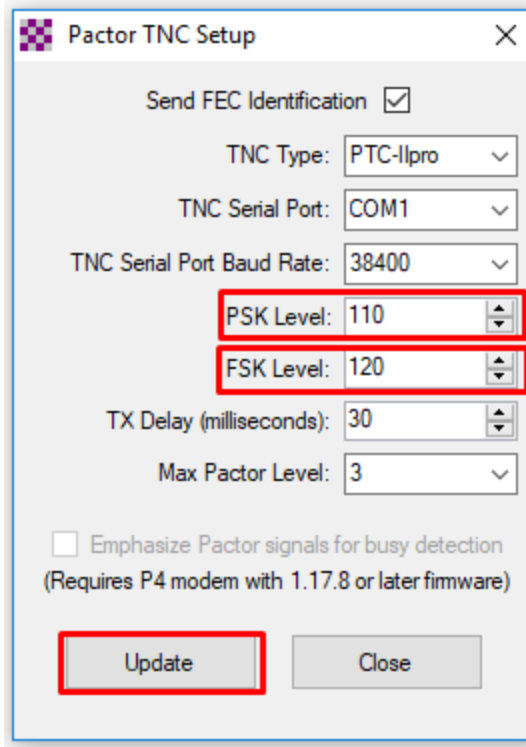 Pactor TNC Setup
Send FEC Identification
TNC Type: PTC-IIpro
TNC Serial Port: COM1
TNC Serial Port Baud Rate: 38400
PSK Level: 110
FSK Level: 120
TX Delay (milliseconds): 30
Max Pactor Level: 3
Emphasize Pactor signals for busy detection
(Requires P4 modem with 1.17.8 or later firmware)
Update Close